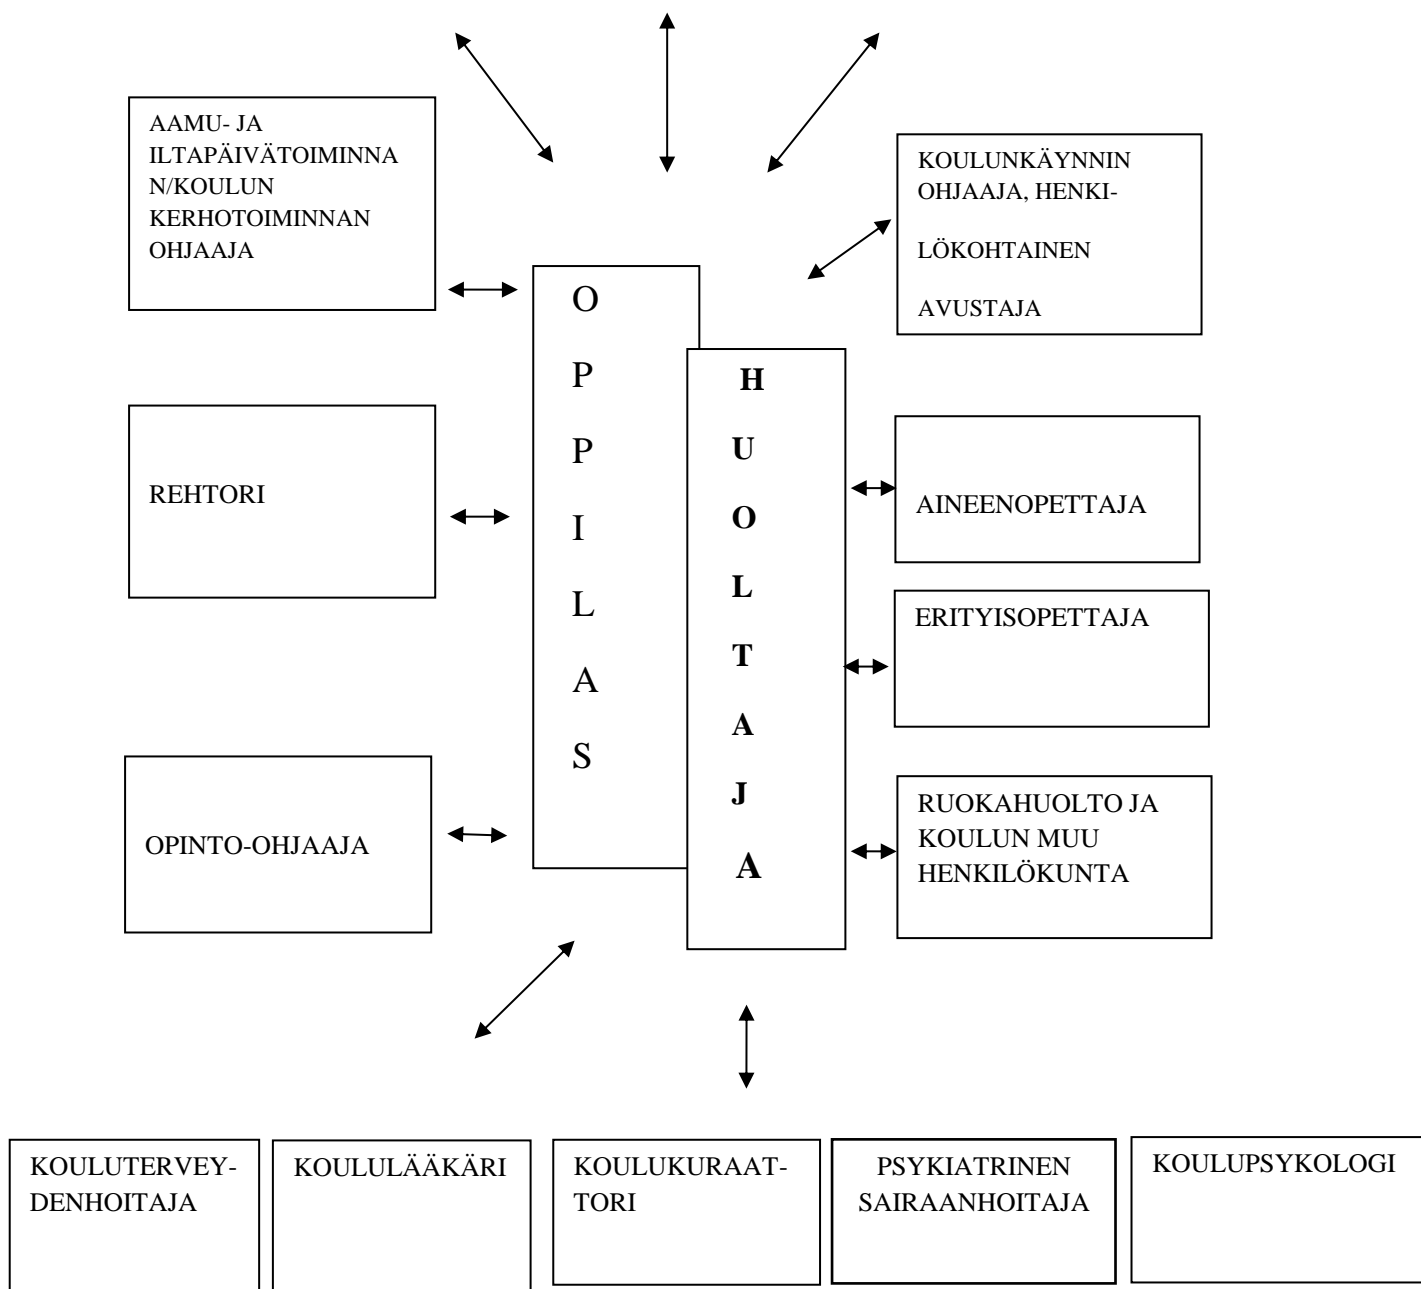 AAMU- JA
ILTAPÄIVÄTOIMINNA
N/KOULUN
KERHOTOIMINNAN
OHJAAJA
KOULUNKÄYNNIN
OHJAAJA, HENKI-
LÖKOHTAINEN
AVUSTAJA
O
P
P
I
L
A
S
H
U
O
L
T
A
J
A
REHTORI
AINEENOPETTAJA
ERITYISOPETTAJA
OPINTO-OHJAAJA
RUOKAHUOLTO JA
KOULUN MUU
HENKILÖKUNTA
KOULUTERVEY-
DENHOITAJA
KOULULÄÄKÄRI
KOULUKURAAT-
TORI
PSYKIATRINEN
SAIRAANHOITAJA
KOULUPSYKOLOGI